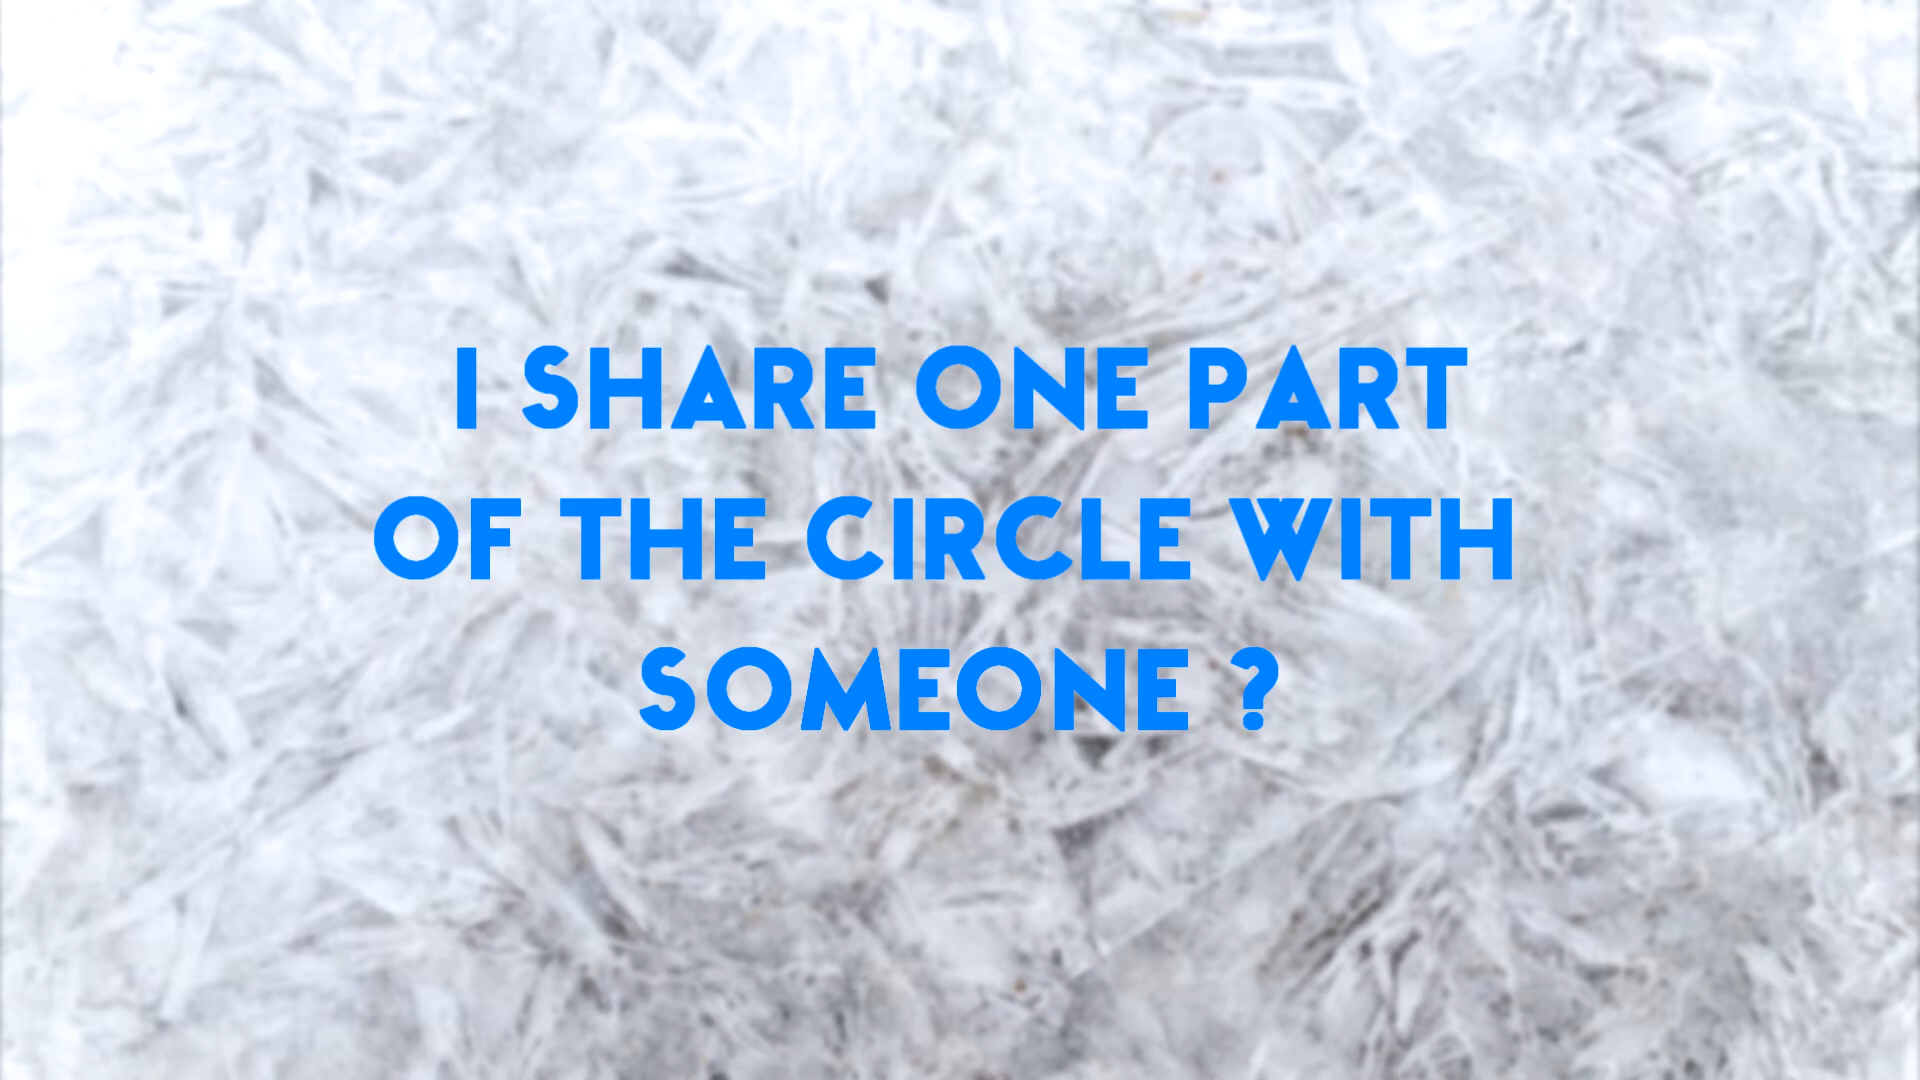 I SHARE ONE PART
OF THE CIRCLE WITH
SOMEONE ?